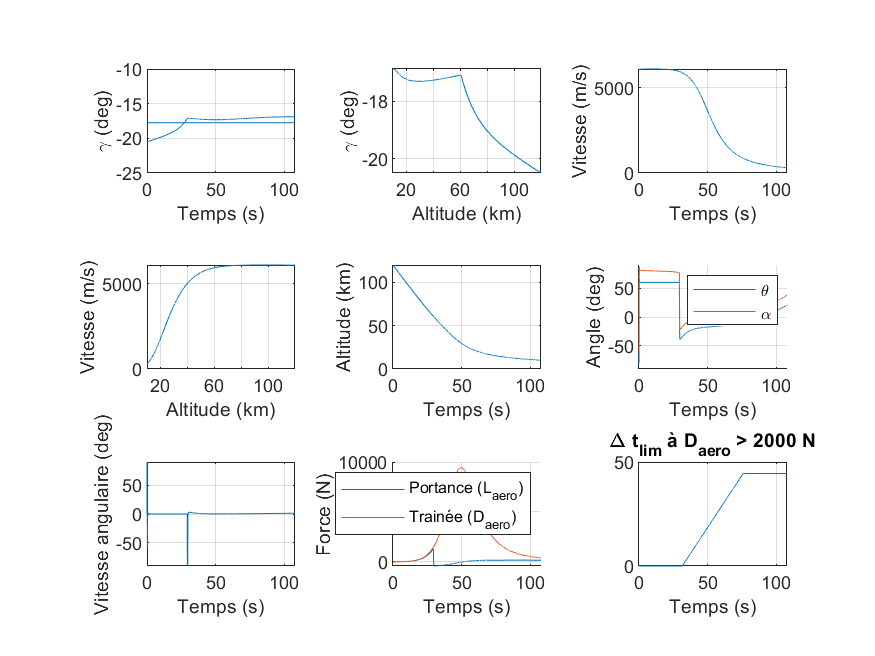 -10
-15
-20
-25
γ (deg)
0 50 100
Temps (s)
-18
-20
γ (deg)
20 60 100
Altitude (km)
5000
0
Vitesse (m/s)
0 50 100
Temps (s)
5000
0
Vitesse (m/s)
20 60 100
Altitude (km)
100
50
0
Altitude (km)
0 50 100
Temps (s)
50
0
-50
Angle (deg)
θ
α
0 50 100
Temps (s)
50
0
-50
Vitesse angulaire (deg)
0 50 100
Temps (s)
10000
0
Force (N)
Portance (L_aero)
Trainée (D_aero)
0 50 100
Temps (s)
Δ t_lim à D_aero > 2000 N
50
0
0 50 100
Temps (s)